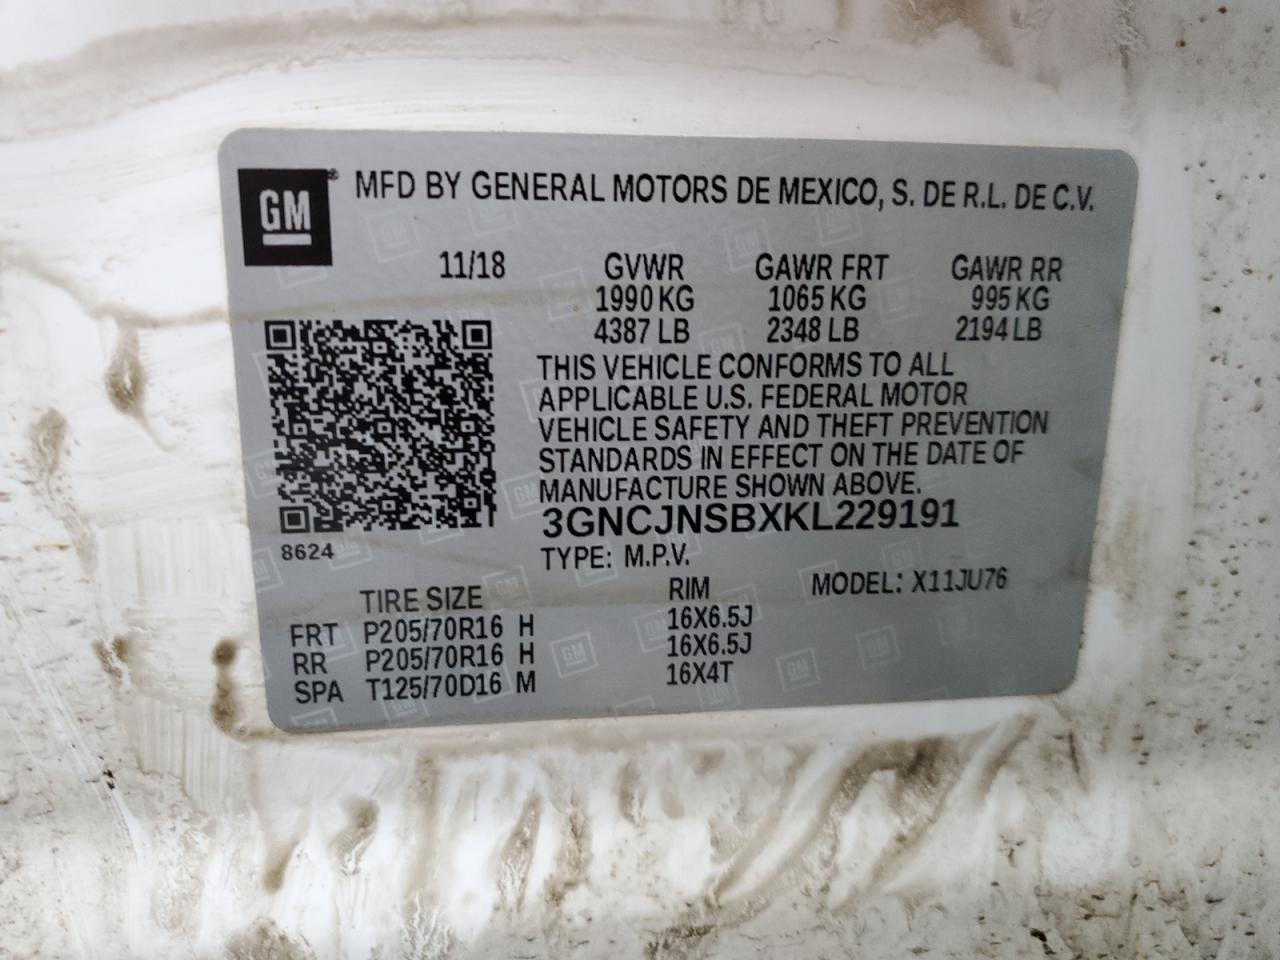 GM ® MFD BY GENERAL MOTORS DE MEXICO, S. DE R.L. DE C.V.
11/18 GVWR GAWR FRT GAWR RR
1990 KG 1065 KG 995 KG
4387 LB 2348 LB 2194 LB
THIS VEHICLE CONFORMS TO ALL
APPLICABLE U.S. FEDERAL MOTOR
VEHICLE SAFETY AND THEFT PREVENTION
STANDARDS IN EFFECT ON THE DATE OF
MANUFACTURE SHOWN ABOVE.
3GNCJNSBXKL229191
8624
TYPE: M.P.V.
TIRE SIZE RIM MODEL: X11JU76
FRT P205/70R16 H 16X6.5J
RR P205/70R16 H 16X6.5J
SPA T125/70D16 M 16X4T